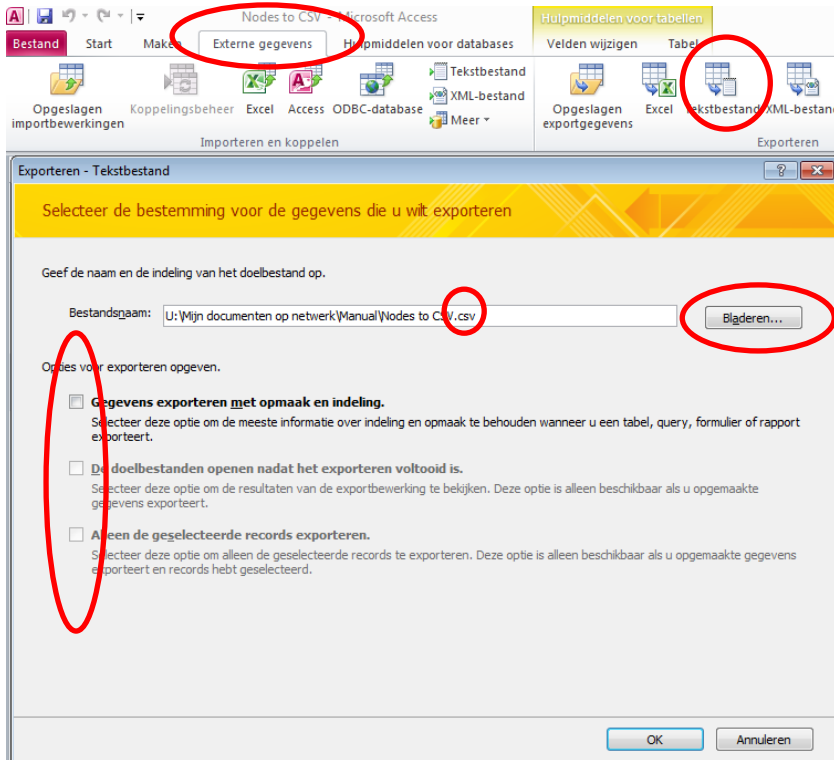 Nodes to CSV - Microsoft Access
Hulpmiddelen voor tabellen
Bestand Start Maken Externe gegevens Hulpmiddelen voor databases Velden wijzigen Tabel
Opgeslagen importbewerkingen
Koppelingsbeheer
Excel
Access
ODBC-database
Tekstbestand
XML-bestand
Meer
Opgeslagen exportgegevens
Excel
Tekstbestand
XML-bestan
Importeren en koppelen
Exporteren
Exporteren - Tekstbestand
Selecteer de bestemming voor de gegevens die u wilt exporteren
Geef de naam en de indeling van het doelbestand op.
Bestandsnaam: U:\Mijn documenten op netwerk\Manual\Nodes to CSV.csv Bladeren...
Opties voor exporteren opgeven.
Gegevens exporteren met opmaak en indeling.
Selecteer deze optie om de meeste informatie over indeling en opmaak te behouden wanneer u een tabel, query, formulier of rapport
exporteert.
De doelbestanden openen nadat het exporteren voltooid is.
Selecteer deze optie om de resultaten van de exportbewerking te bekijken. Deze optie is alleen beschikbaar als u opgemaakte
gegevens exporteert.
Alleen de geselecteerde records exporteren.
Selecteer deze optie om alleen de geselecteerde records te exporteren. Deze optie is alleen beschikbaar als u opgemaakte gegevens
exporteert en records hebt geselecteerd.
OK Annuleren